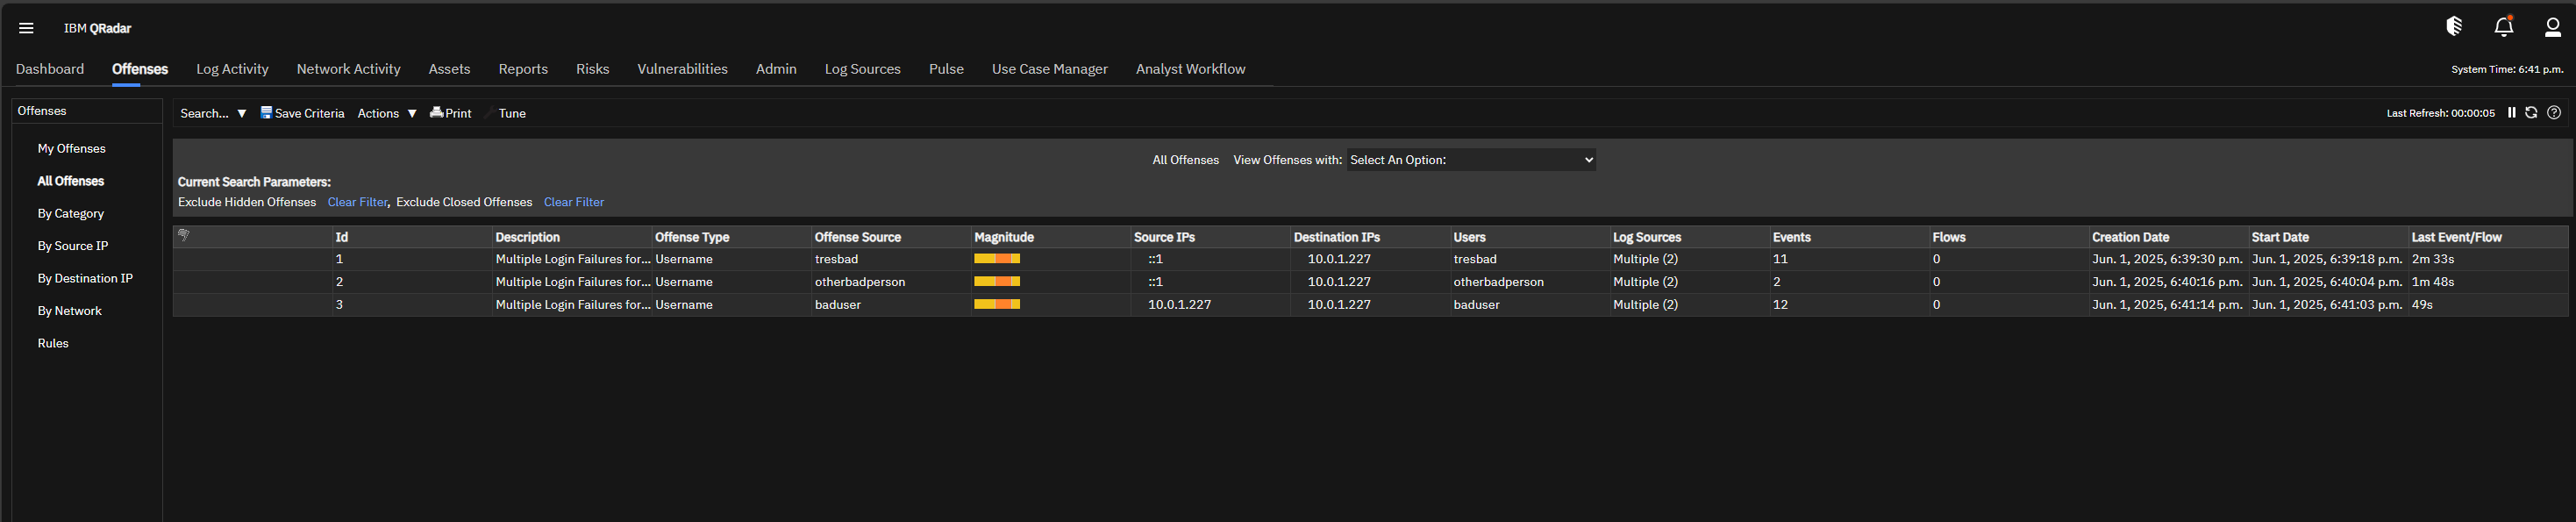 IBM QRadar
Dashboard Offenses Log Activity Network Activity Assets Reports Risks Vulnerabilities Admin Log Sources Pulse Use Case Manager Analyst Workflow System Time: 6:41 p.m.
Offenses
Search... ▼ Save Criteria Actions ▼ Print Tune Last Refresh: 00:00:05
My Offenses
All Offenses
By Category
By Source IP
By Destination IP
By Network
Rules
All Offenses View Offenses with: Select An Option:
Current Search Parameters:
Exclude Hidden Offenses Clear Filter, Exclude Closed Offenses Clear Filter
Id Description Offense Type Offense Source Magnitude Source IPs Destination IPs Users Log Sources Events Flows Creation Date Start Date Last Event/Flow
1 Multiple Login Failures for... Username tresbad ::1 10.0.1.227 tresbad Multiple (2) 11 0 Jun. 1, 2025, 6:39:30 p.m. Jun. 1, 2025, 6:39:18 p.m. 2m 33s
2 Multiple Login Failures for... Username otherbadperson ::1 10.0.1.227 otherbadperson Multiple (2) 2 0 Jun. 1, 2025, 6:40:16 p.m. Jun. 1, 2025, 6:40:04 p.m. 1m 48s
3 Multiple Login Failures for... Username baduser 10.0.1.227 10.0.1.227 baduser Multiple (2) 12 0 Jun. 1, 2025, 6:41:14 p.m. Jun. 1, 2025, 6:41:03 p.m. 49s